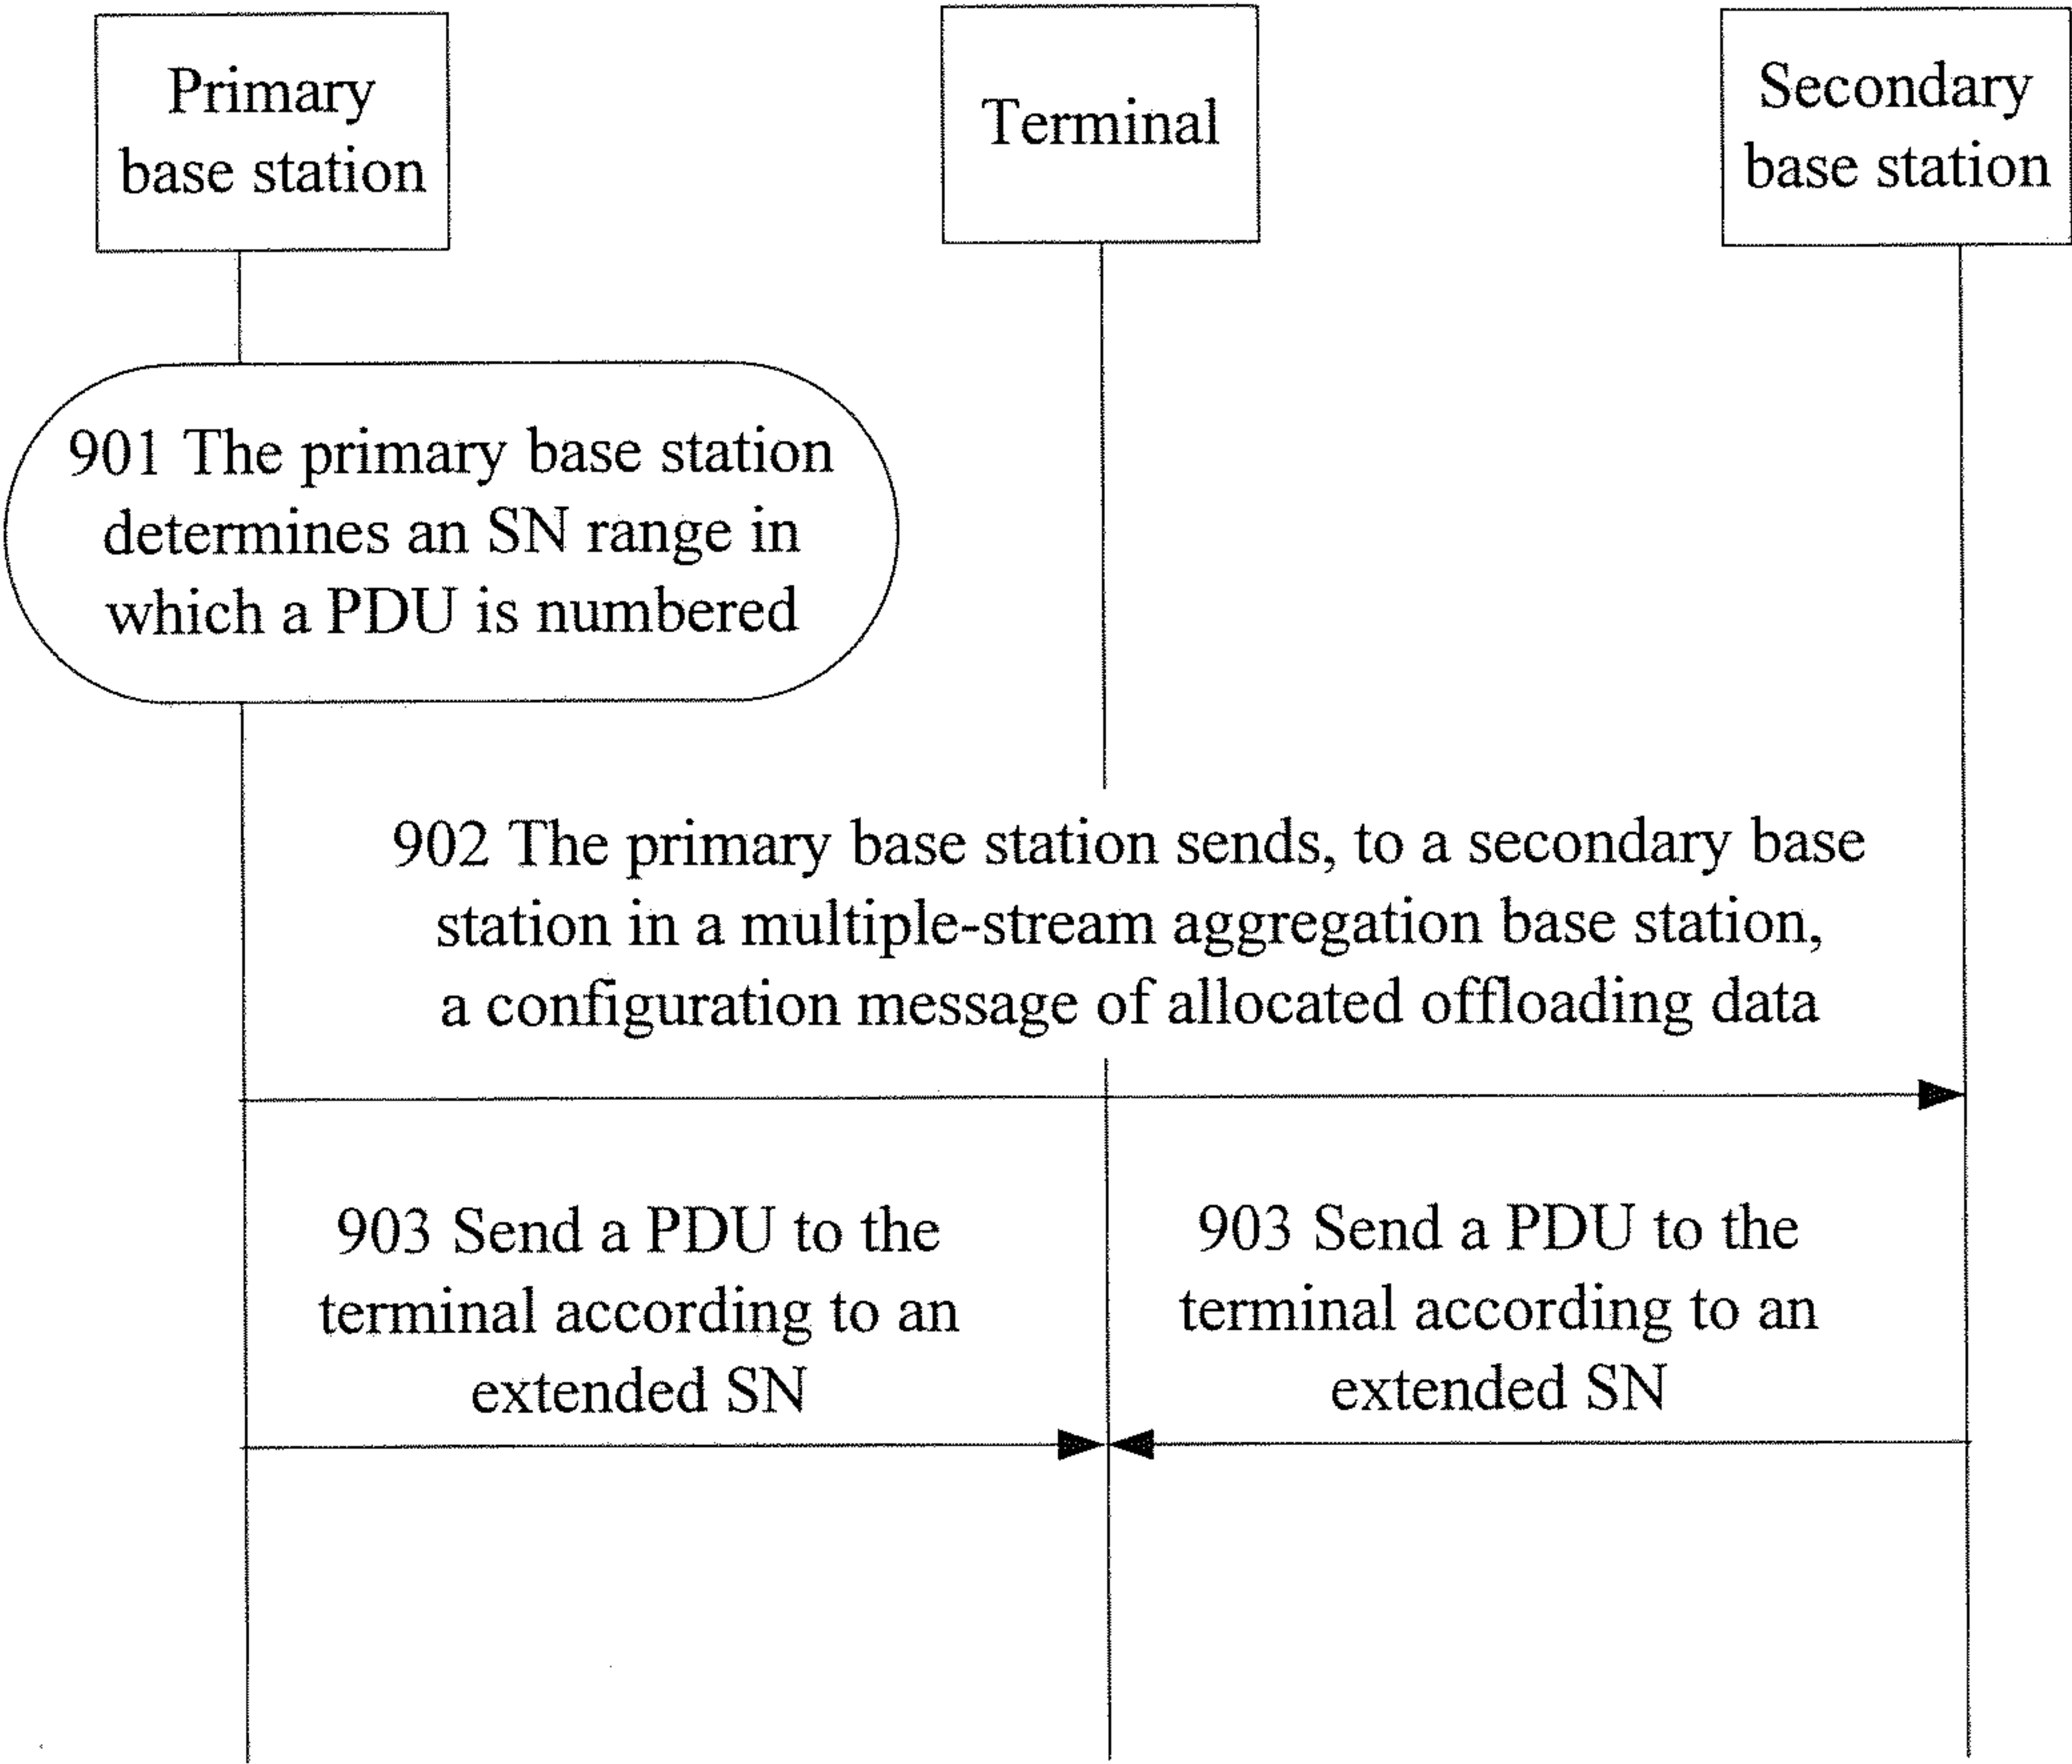 Primary
base station
Terminal
Secondary
base station
901 The primary base station
determines an SN range in
which a PDU is numbered
902 The primary base station sends, to a secondary base
station in a multiple-stream aggregation base station,
a configuration message of allocated offloading data
903 Send a PDU to the
terminal according to an
extended SN
903 Send a PDU to the
terminal according to an
extended SN